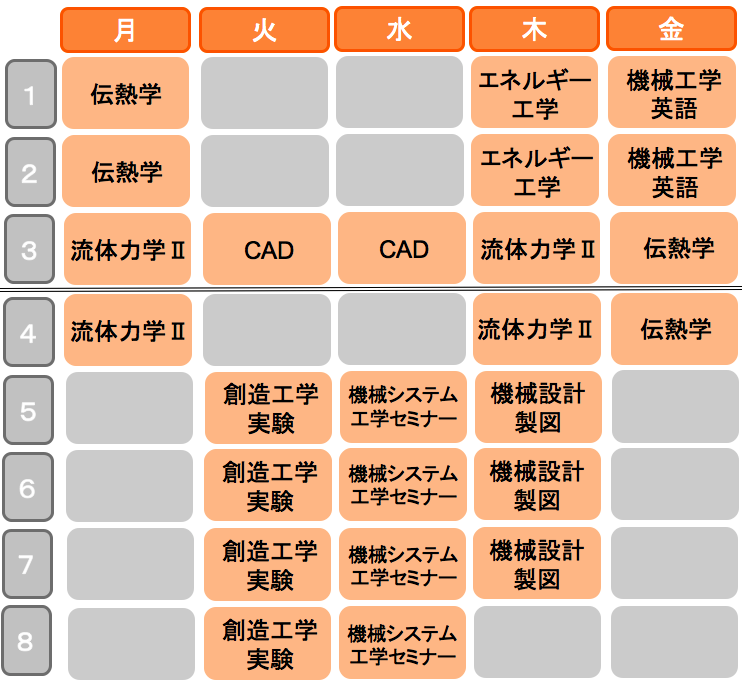 月 火 水 木 金
1 伝熱学 エネルギー 機械工学
工学 英語
2 伝熱学 エネルギー 機械工学
工学 英語
3 流体力学Ⅱ CAD CAD 流体力学Ⅱ 伝熱学
4 流体力学Ⅱ 流体力学Ⅱ 伝熱学
5 創造工学 機械システム 機械設計
実験 工学セミナー 製図
6 創造工学 機械システム 機械設計
実験 工学セミナー 製図
7 創造工学 機械システム 機械設計
実験 工学セミナー 製図
8 創造工学 機械システム
実験 工学セミナー